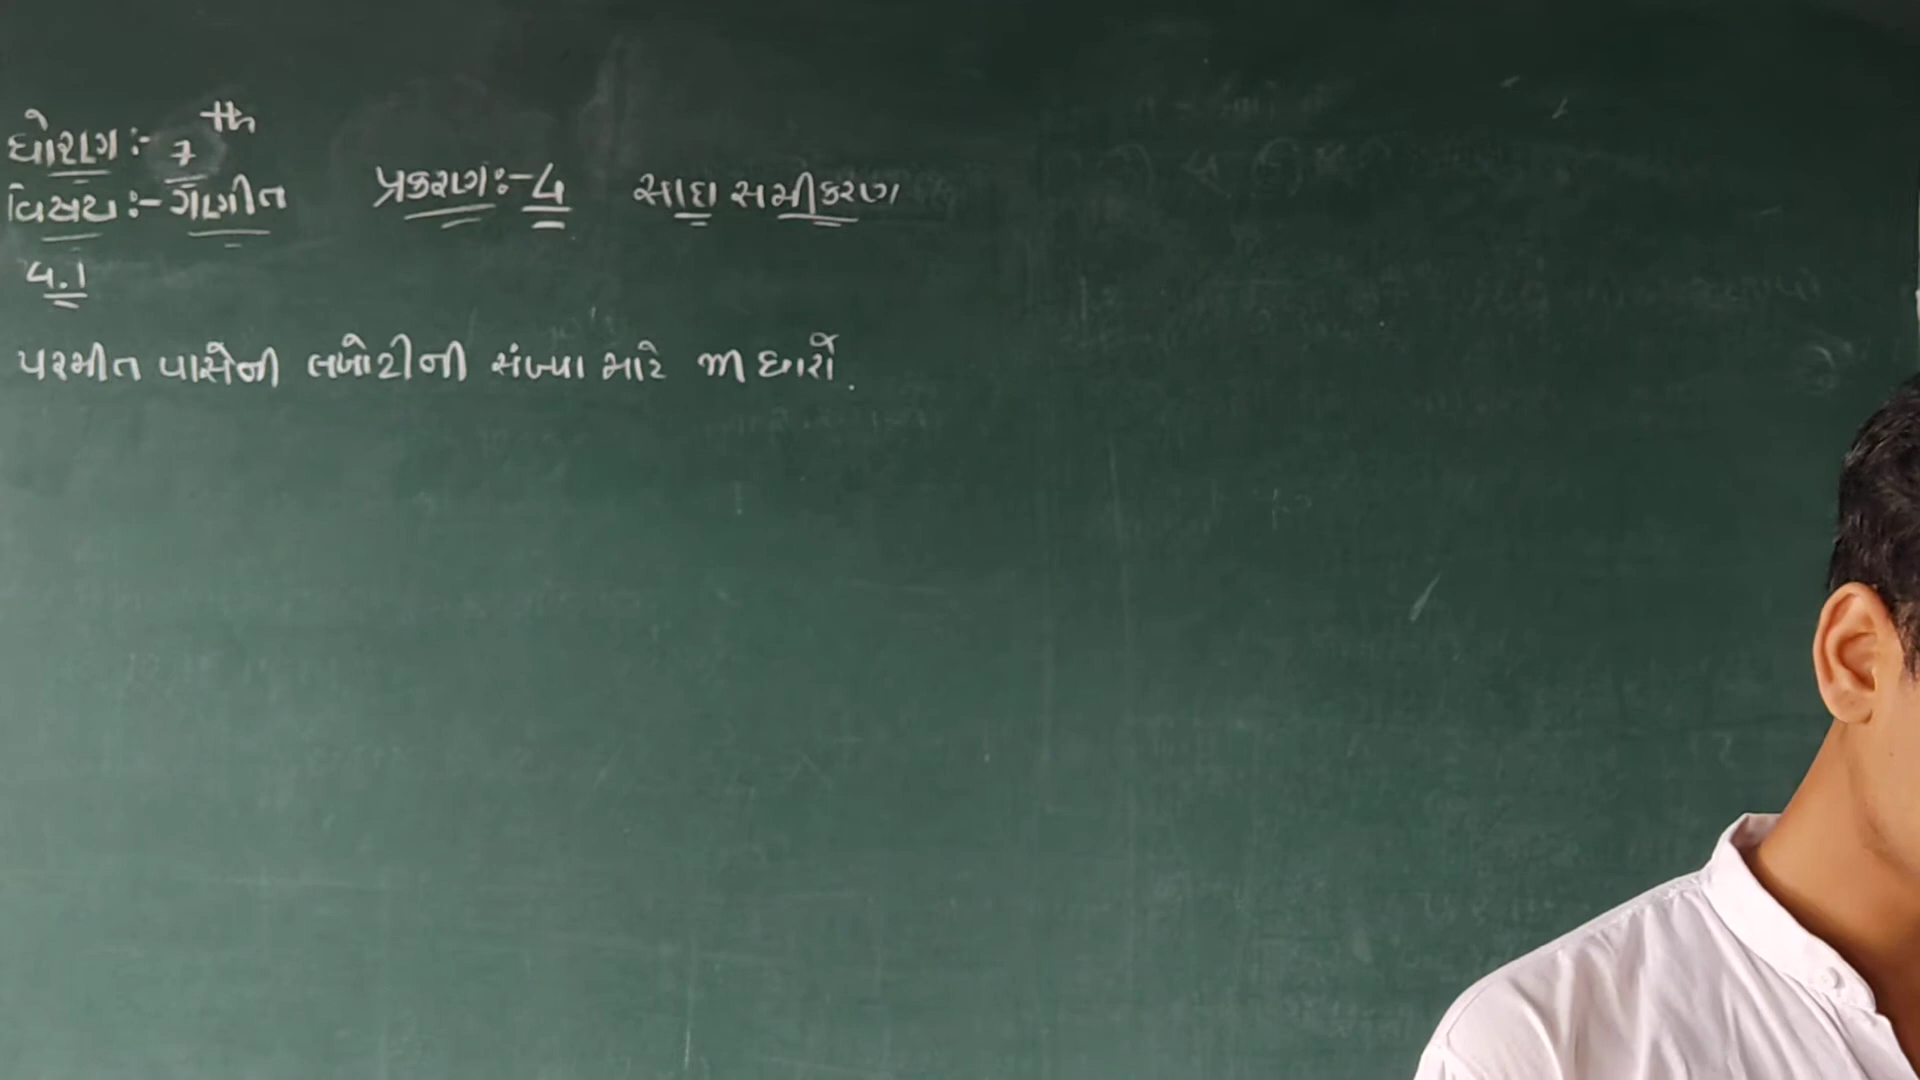 ધોરણ :- 7th
વિષય :- ગણીત પ્રકરણ :- 4 સાદા સમીકરણ
4.1
પરમીત પાસેની લખોટીની સંખ્યા માટે m ધારો.